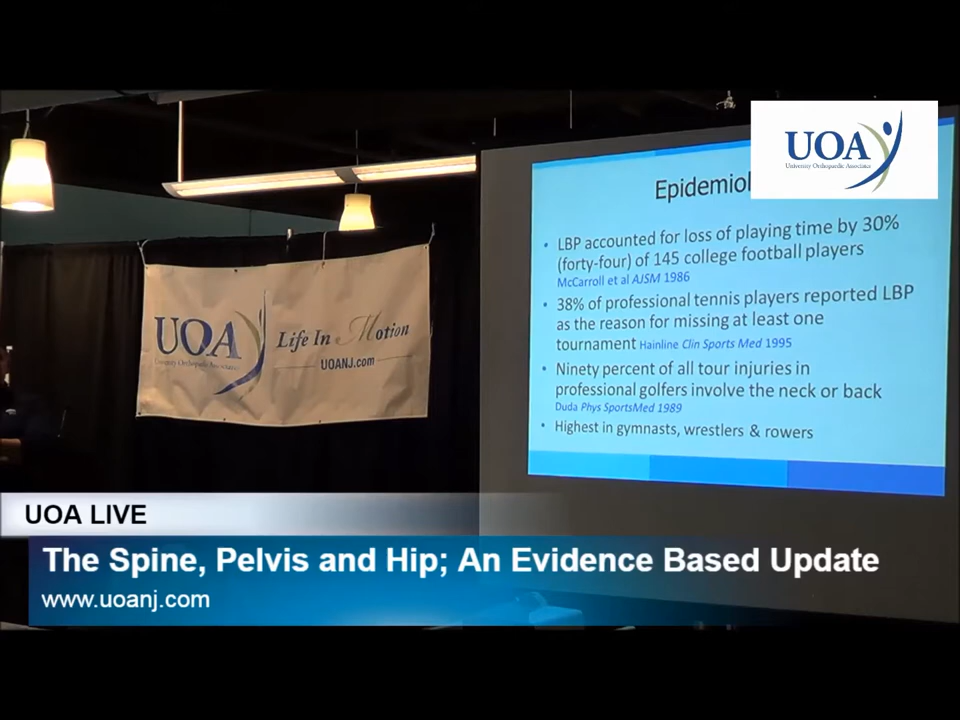 UOA
University Orthopaedic Associates
Epidemiol
• LBP accounted for loss of playing time by 30%
(forty-four) of 145 college football players
McCarroll et al AJSM 1986
• 38% of professional tennis players reported LBP
as the reason for missing at least one
tournament Hainline Clin Sports Med 1995
• Ninety percent of all tour injuries in
professional golfers involve the neck or back
Duda Phys SportsMed 1989
• Highest in gymnasts, wrestlers & rowers
UOA
University Orthopaedic Associates
Life In Motion
UOANJ.com
UOA LIVE
The Spine, Pelvis and Hip; An Evidence Based Update
www.uoanj.com